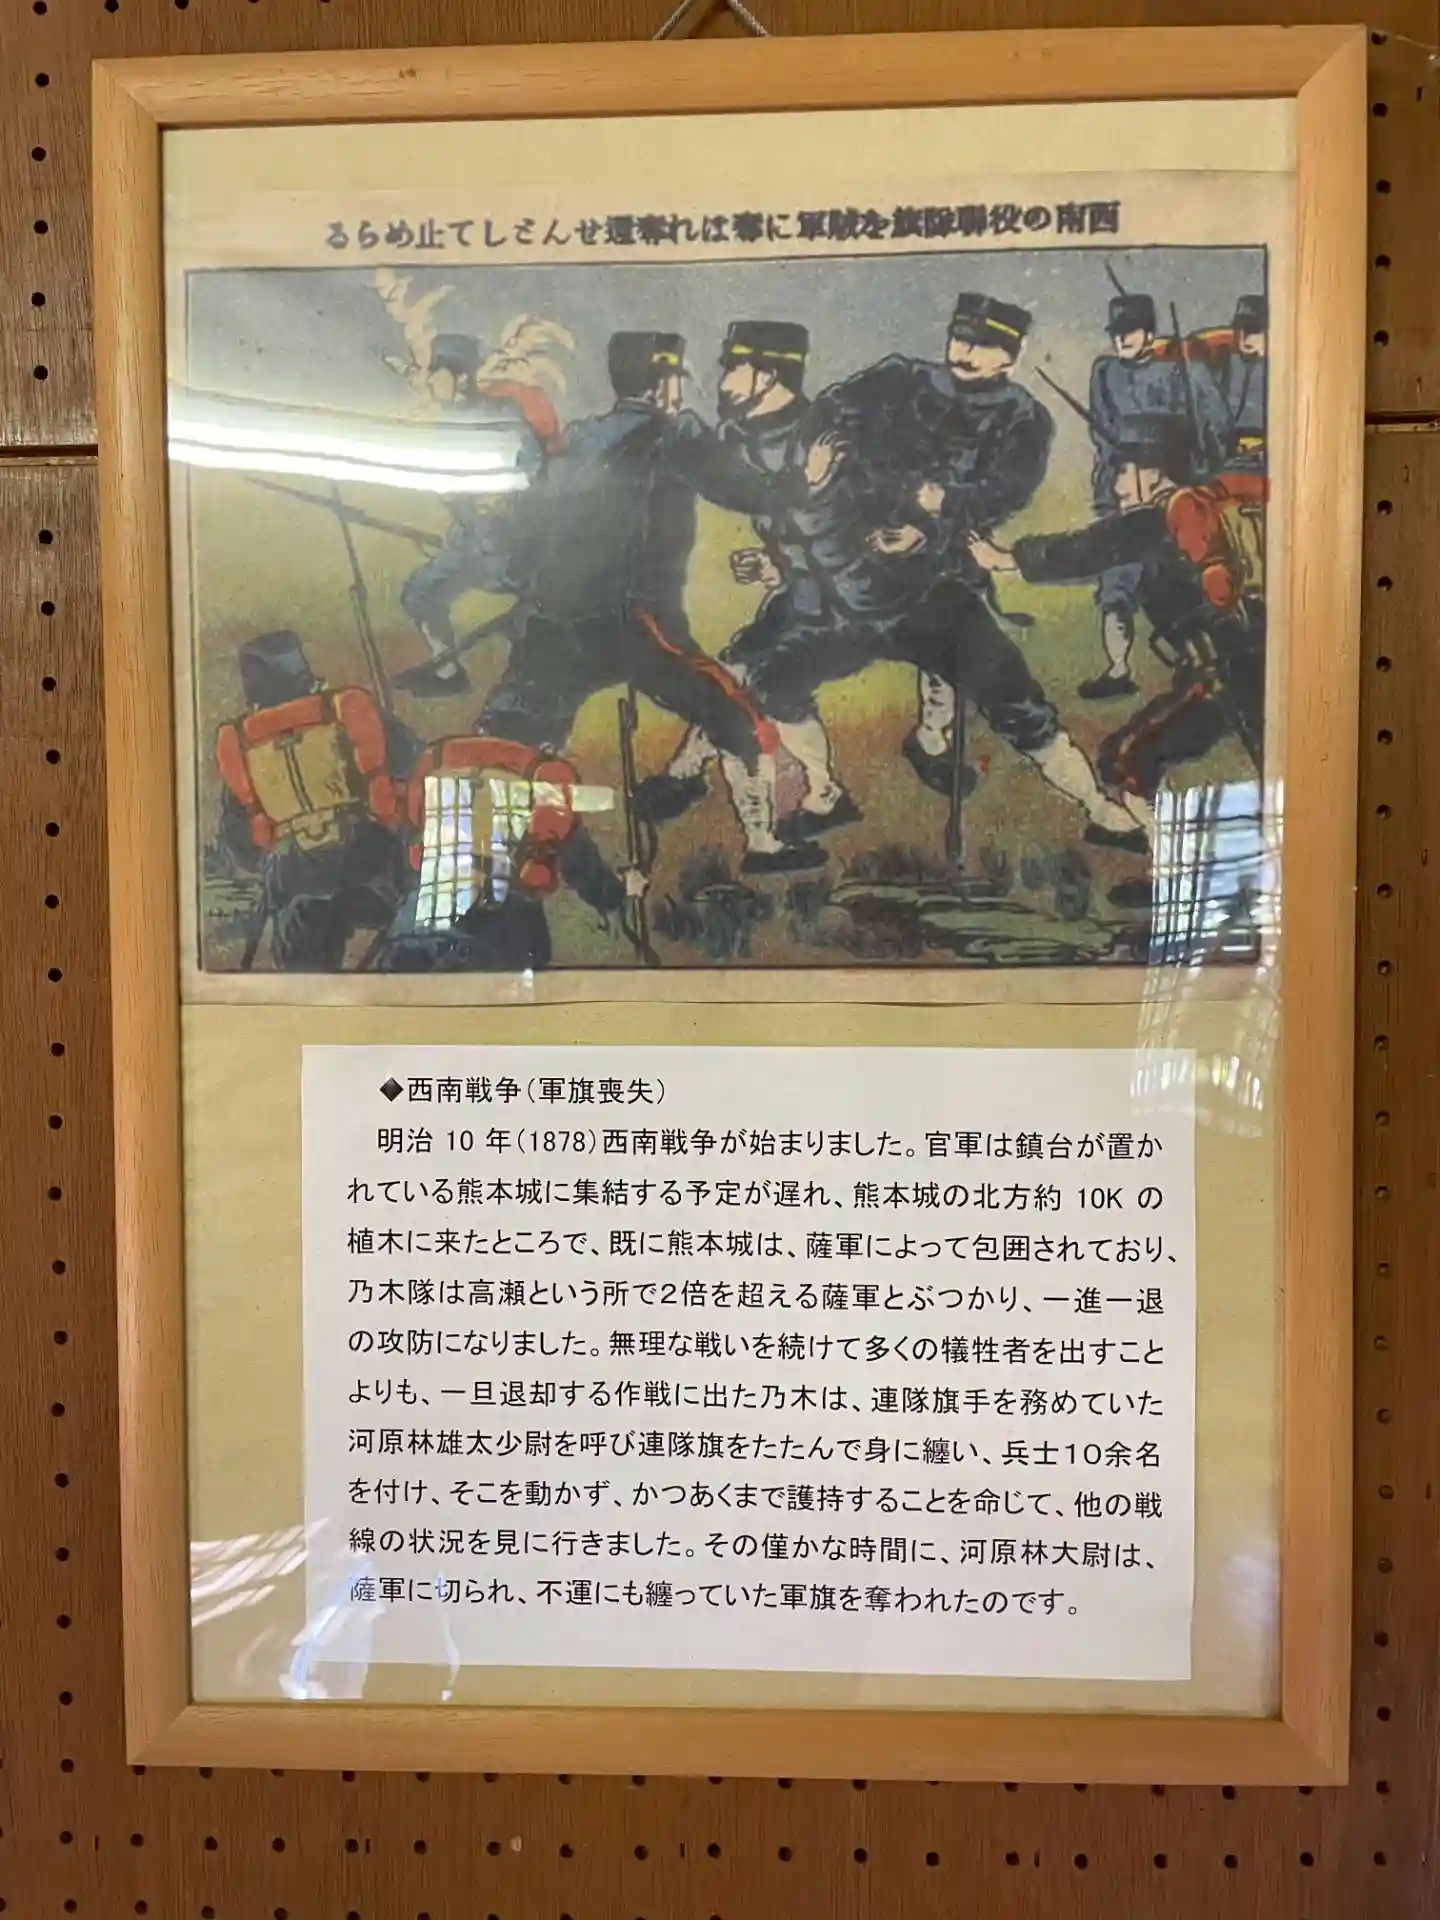 西南の役聯隊旗を賊軍に奪はれ奪還せんとして止めらる
◆西南戦争（軍旗喪失）
明治 10 年（1878）西南戦争が始まりました。官軍は鎮台が置か
れている熊本城に集結する予定が遅れ、熊本城の北方約 10K の
植木に来たところで、既に熊本城は、薩軍によって包囲されており、
乃木隊は高瀬という所で２倍を超える薩軍とぶつかり、一進一退
の攻防になりました。無理な戦いを続けて多くの犠牲者を出すこと
よりも、一旦退却する作戦に出た乃木は、連隊旗手を務めていた
河原林雄太少尉を呼び連隊旗をたたんで身に纏い、兵士１０余名
を付け、そこを動かず、かつあくまで護持することを命じて、他の戦
線の状況を見に行きました。その僅かな時間に、河原林大尉は、
薩軍に切られ、不運にも纏っていた軍旗を奪われたのです。